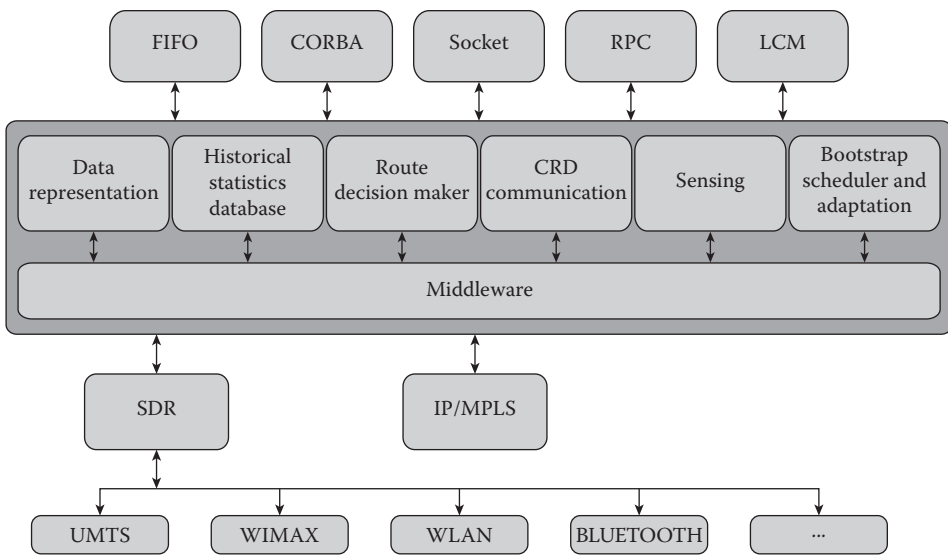 FIFO
CORBA
Socket
RPC
LCM
Data
representation
Historical
statistics
database
Route
decision maker
CRD
communication
Sensing
Bootstrap
scheduler and
adaptation
Middleware
SDR
IP/MPLS
UMTS
WIMAX
WLAN
BLUETOOTH
...